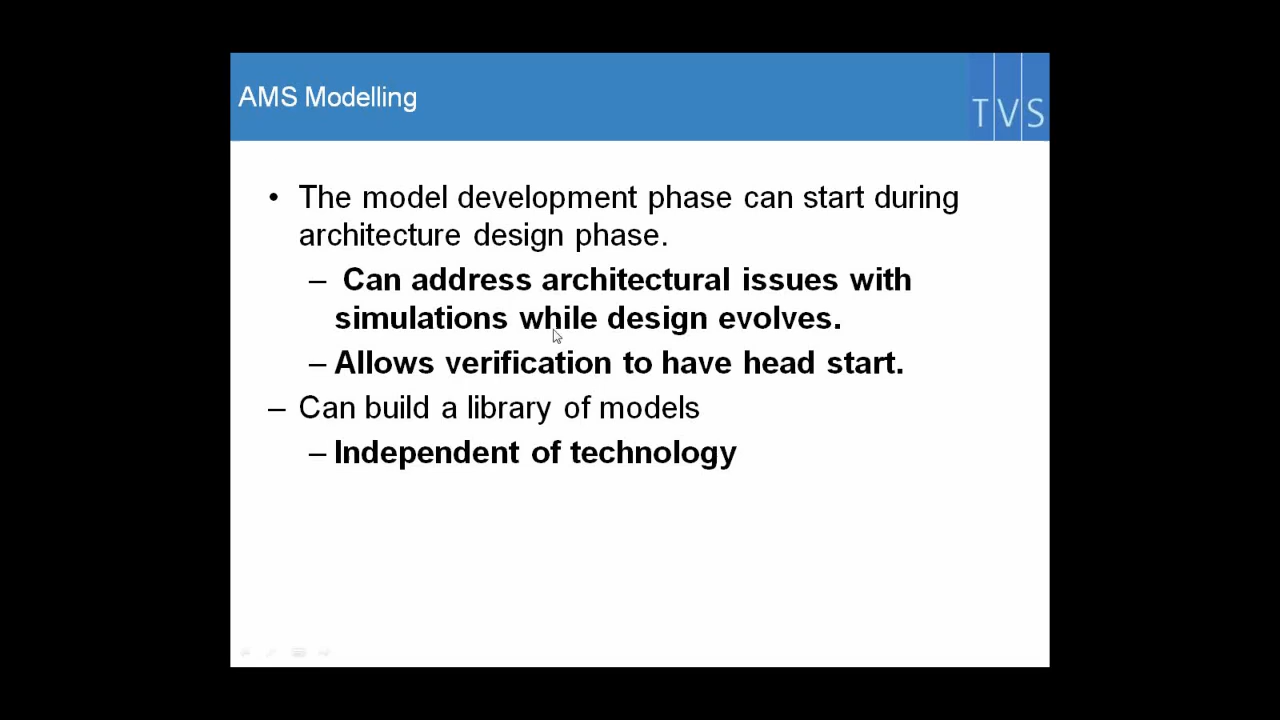 AMS Modelling
TVS
• The model development phase can start during
architecture design phase.
– Can address architectural issues with
simulations while design evolves.
– Allows verification to have head start.
– Can build a library of models
– Independent of technology